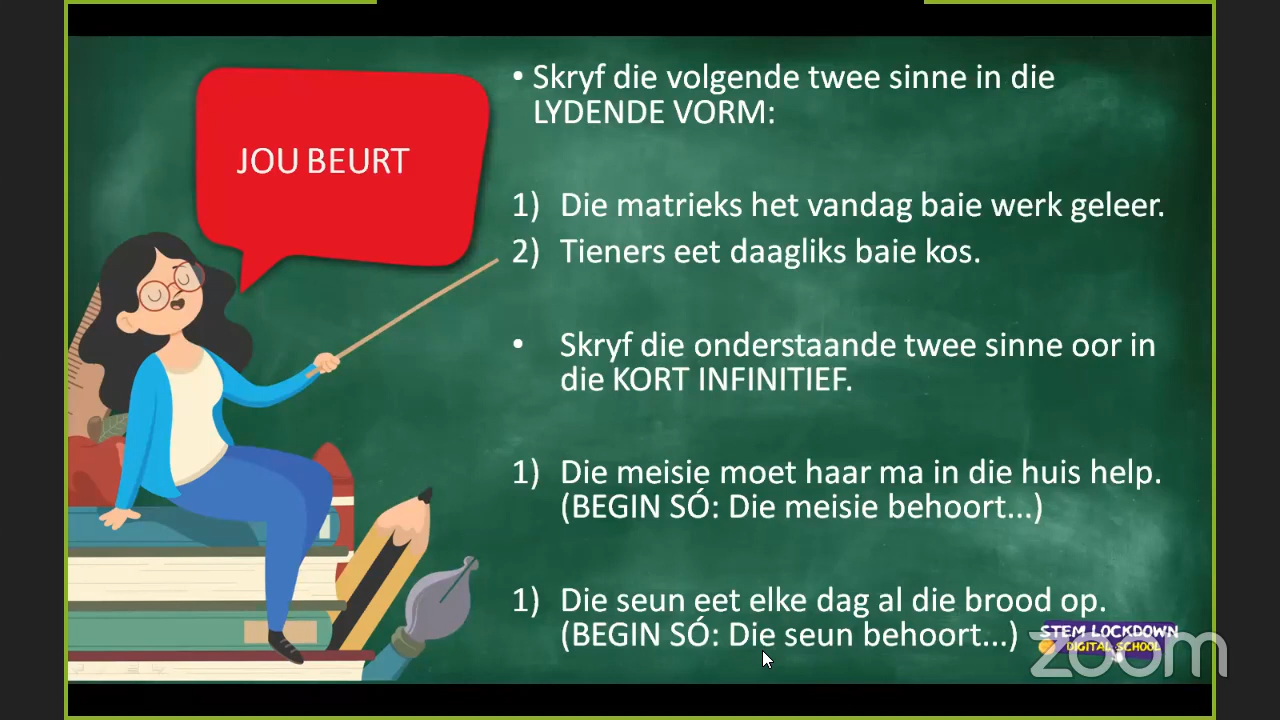 JOU BEURT
• Skryf die volgende twee sinne in die
LYDENDE VORM:
1) Die matrieks het vandag baie werk geleer.
2) Tieners eet daagliks baie kos.
• Skryf die onderstaande twee sinne oor in
die KORT INFINITIEF.
1) Die meisie moet haar ma in die huis help.
(BEGIN SÓ: Die meisie behoort...)
1) Die seun eet elke dag al die brood op.
(BEGIN SÓ: Die seun behoort...)
STEM LOCKDOWN
DIGITAL SCHOOL
zoom